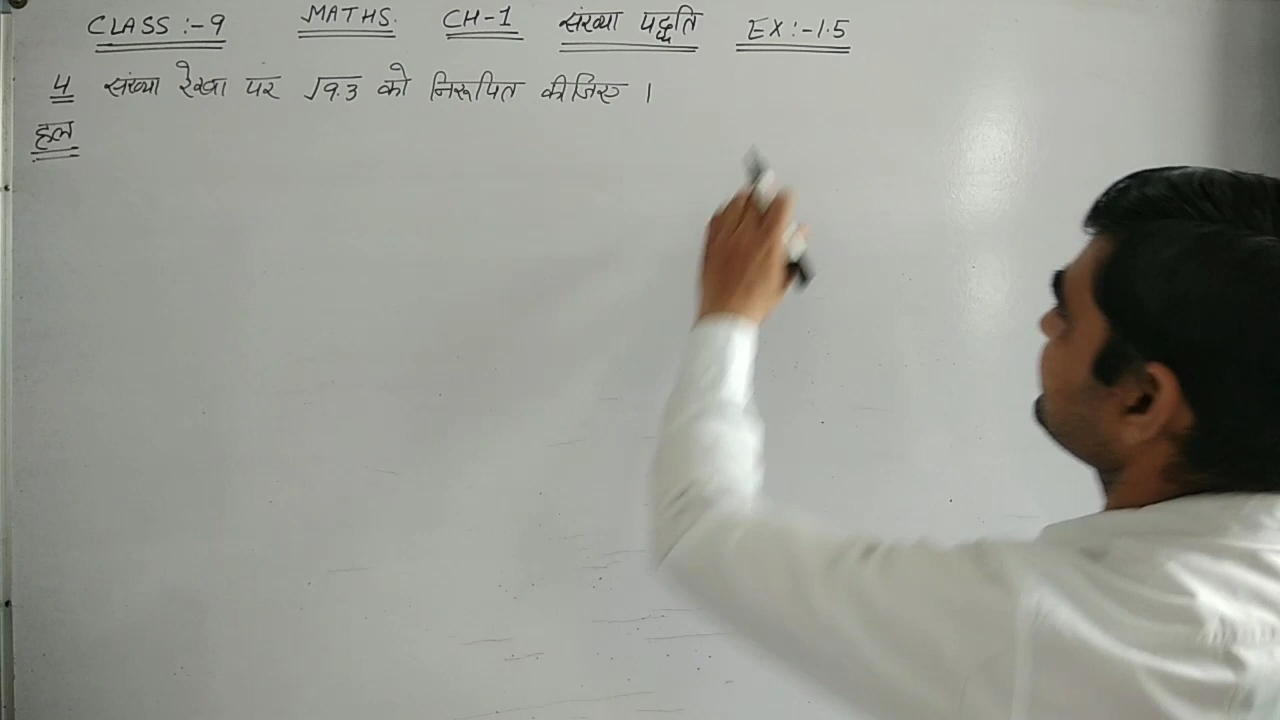 CLASS :- 9 MATHS. CH-1 संख्या पद्धति EX:-1.5
4 संख्या रेखा पर √9.3 को निरूपित कीजिए ।
हल